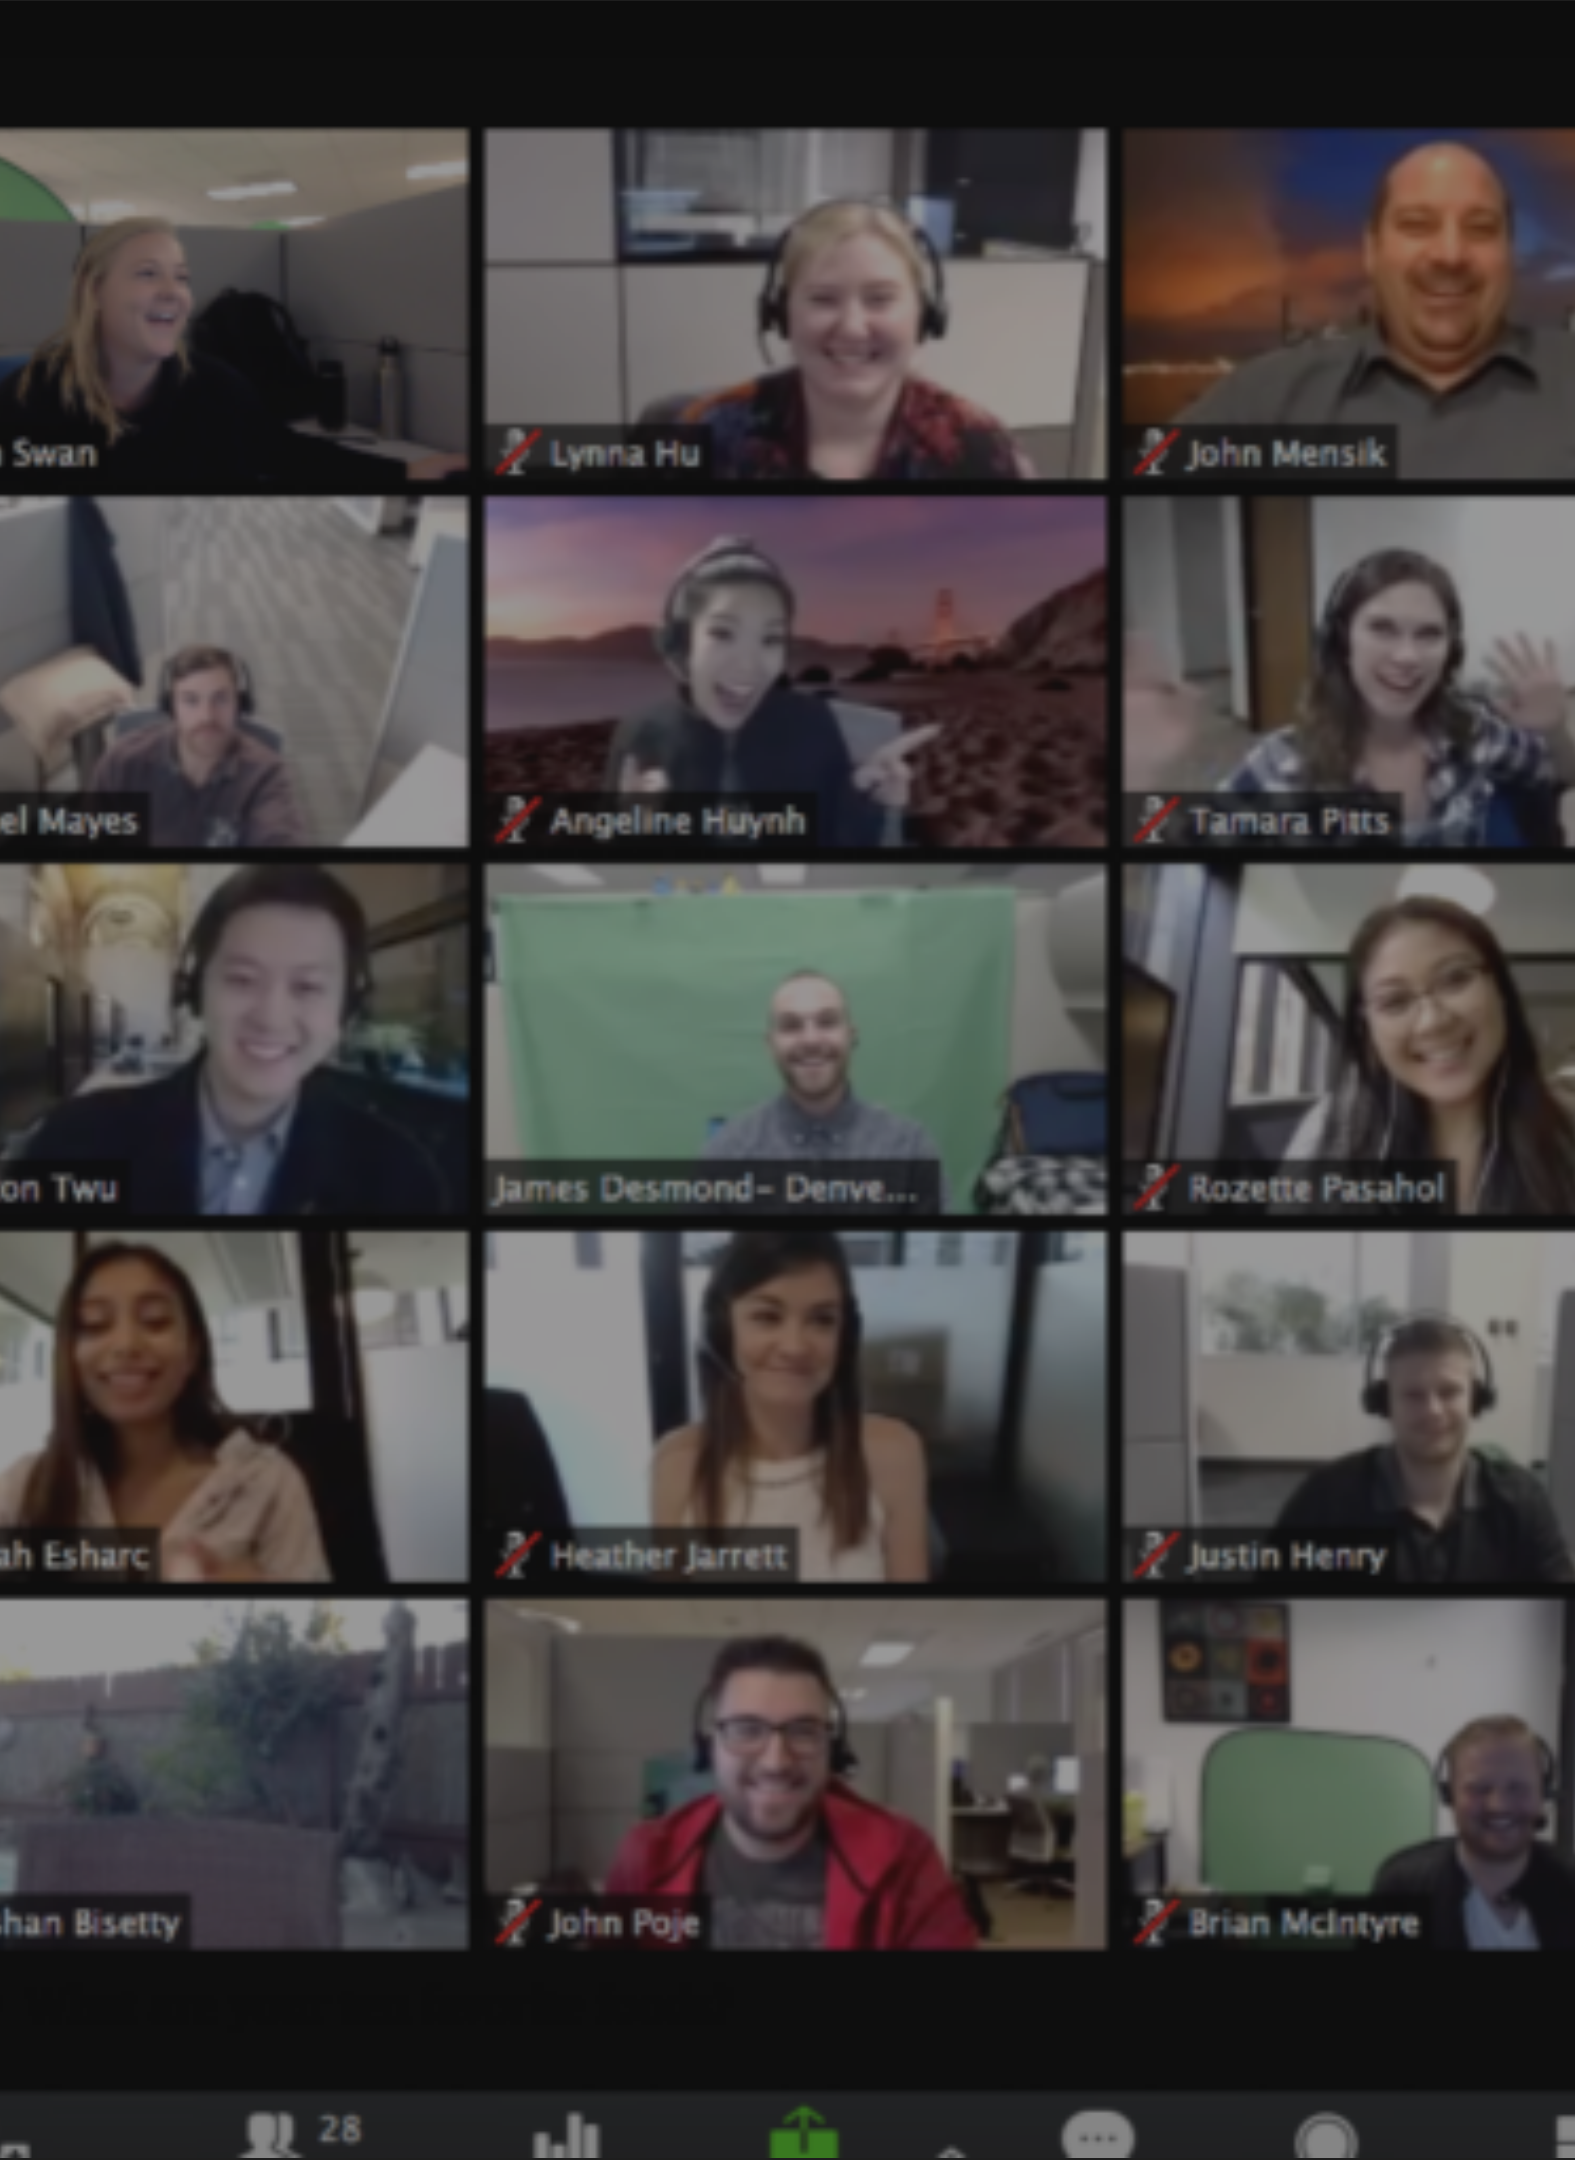 Swan
Lynna Hu
John Mensik
el Mayes
Angeline Huynh
Tamara Pitts
on Twu
James Desmond- Denve...
Rozette Pasahol
ah Esharc
Heather Jarrett
Justin Henry
han Bisetty
John Poje
Brian McIntyre
28